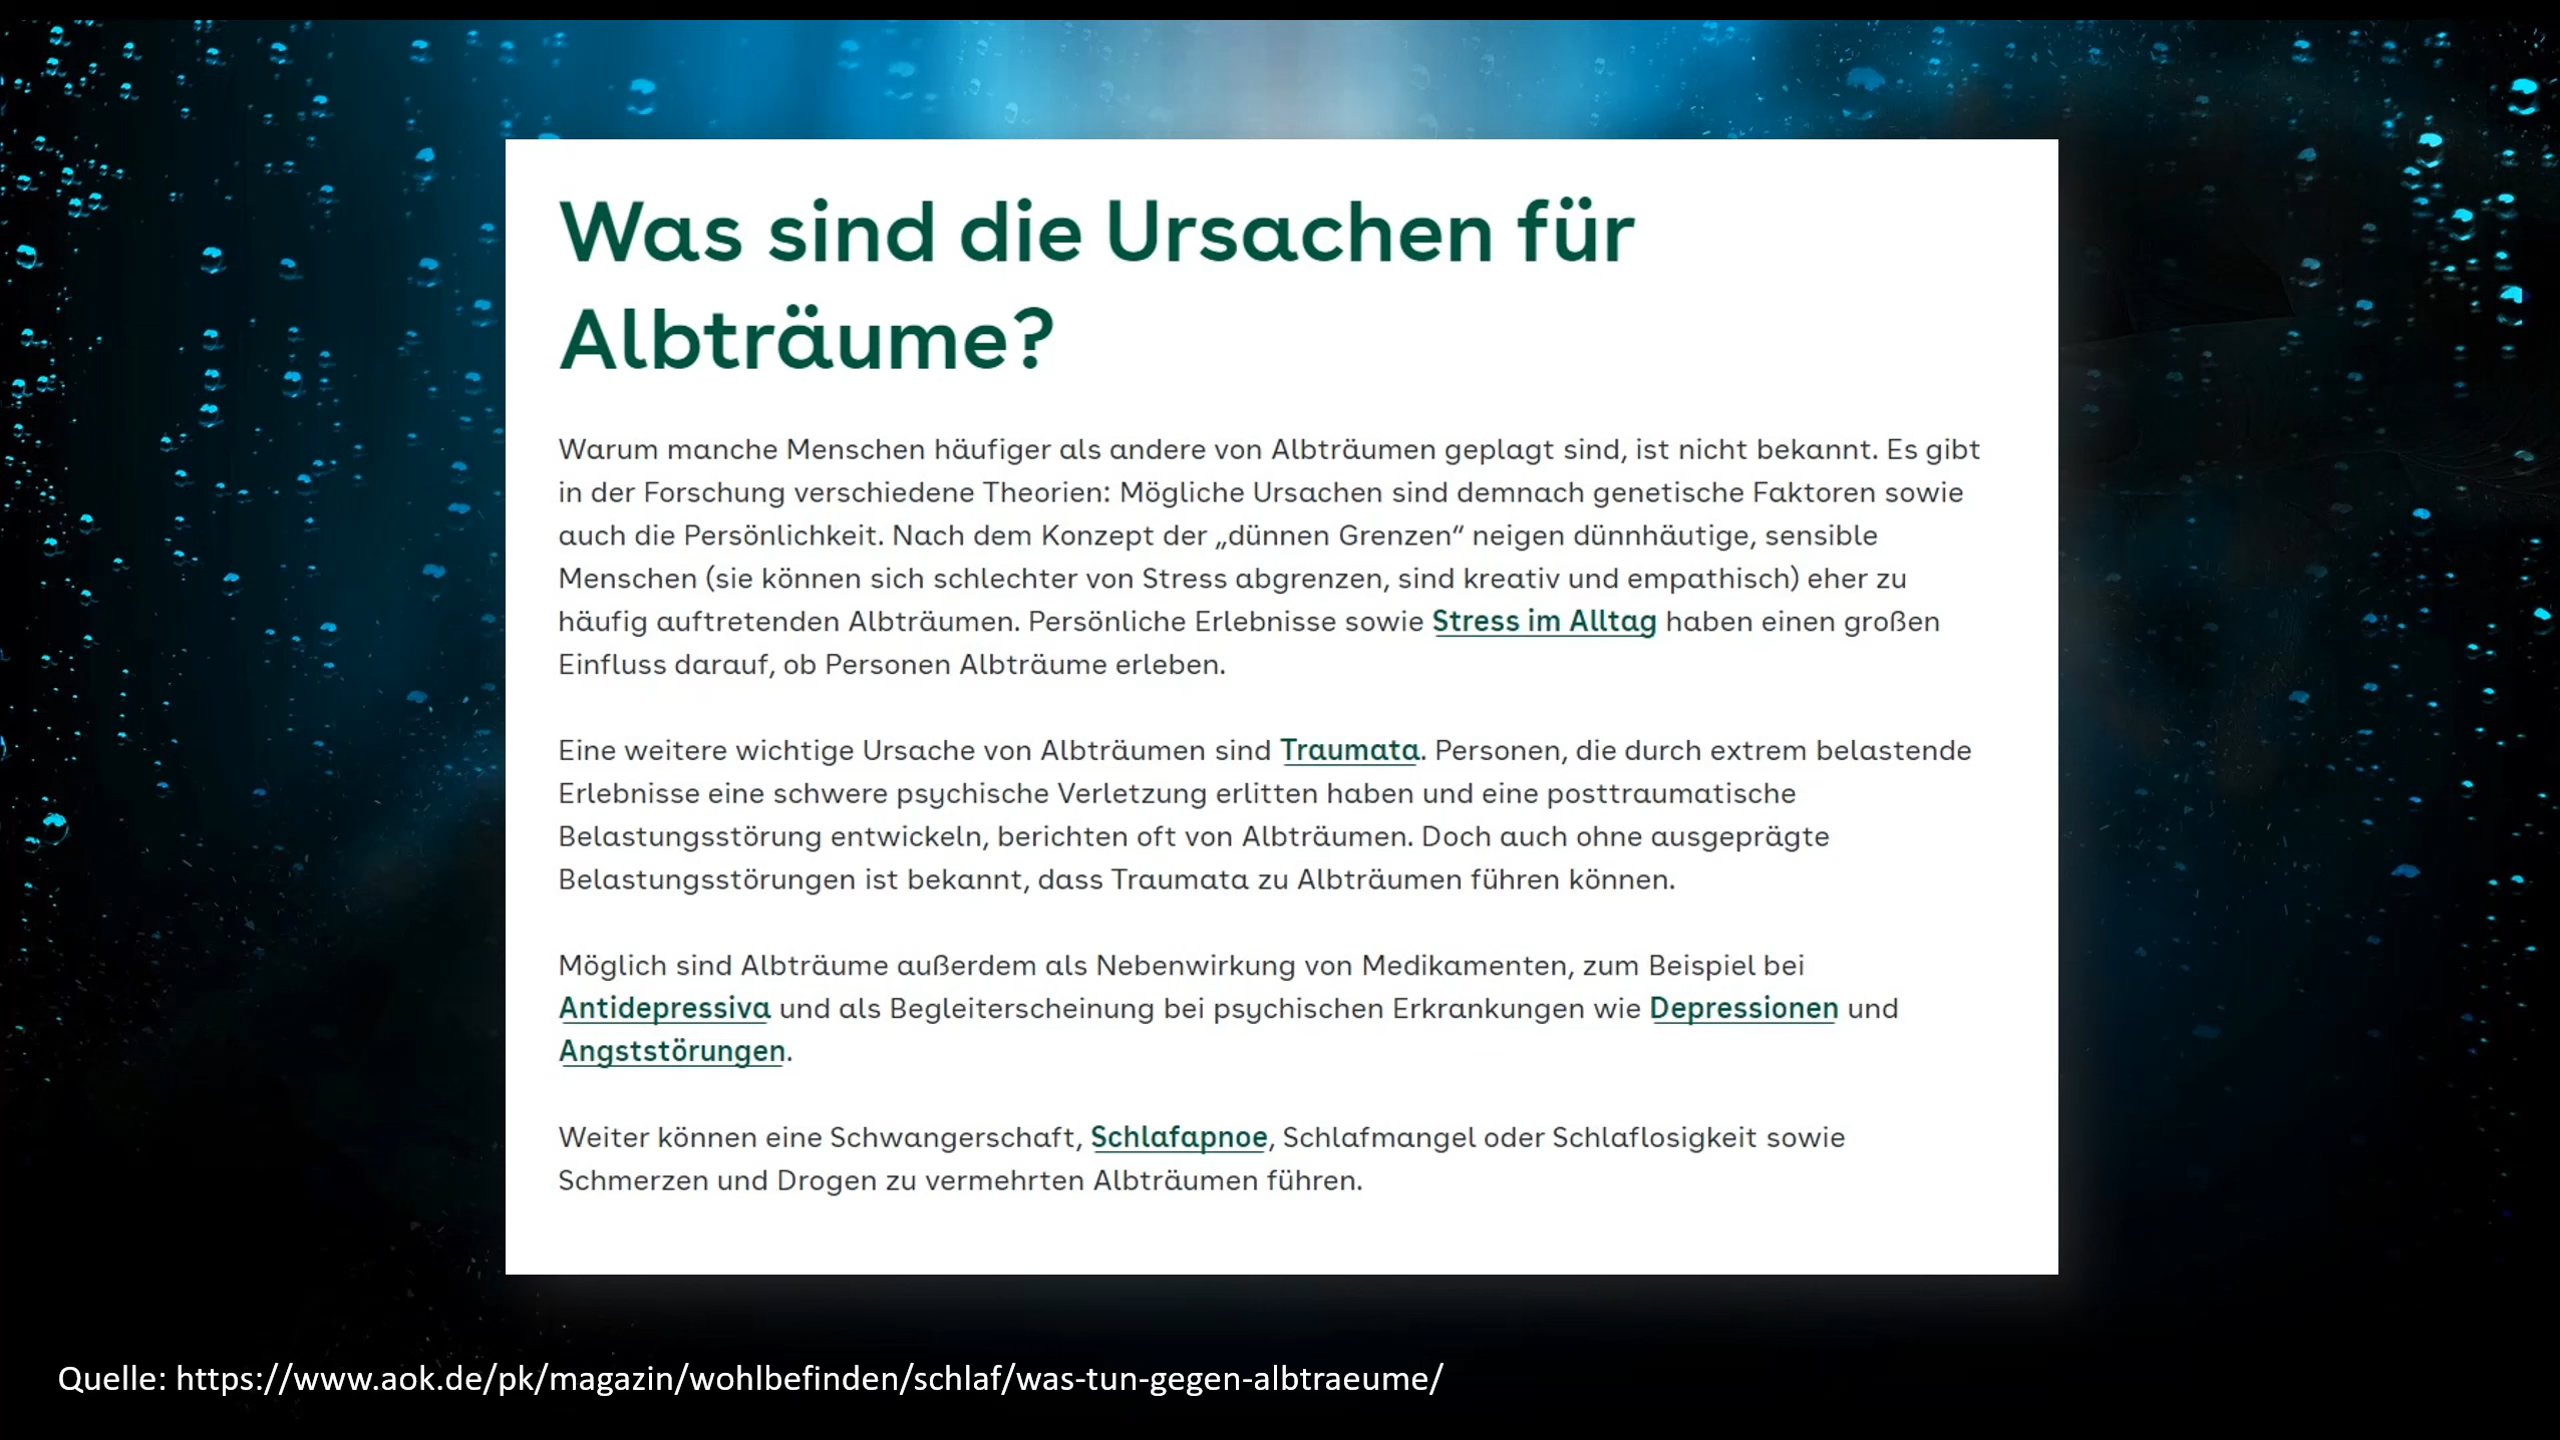 Was sind die Ursachen für
Albträume?
Warum manche Menschen häufiger als andere von Albträumen geplagt sind, ist nicht bekannt. Es gibt
in der Forschung verschiedene Theorien: Mögliche Ursachen sind demnach genetische Faktoren sowie
auch die Persönlichkeit. Nach dem Konzept der „dünnen Grenzen“ neigen dünnhäutige, sensible
Menschen (sie können sich schlechter von Stress abgrenzen, sind kreativ und empathisch) eher zu
häufig auftretenden Albträumen. Persönliche Erlebnisse sowie Stress im Alltag haben einen großen
Einfluss darauf, ob Personen Albträume erleben.
Eine weitere wichtige Ursache von Albträumen sind Traumata. Personen, die durch extrem belastende
Erlebnisse eine schwere psychische Verletzung erlitten haben und eine posttraumatische
Belastungsstörung entwickeln, berichten oft von Albträumen. Doch auch ohne ausgeprägte
Belastungsstörungen ist bekannt, dass Traumata zu Albträumen führen können.
Möglich sind Albträume außerdem als Nebenwirkung von Medikamenten, zum Beispiel bei
Antidepressiva und als Begleiterscheinung bei psychischen Erkrankungen wie Depressionen und
Angststörungen.
Weiter können eine Schwangerschaft, Schlafapnoe, Schlafmangel oder Schlaflosigkeit sowie
Schmerzen und Drogen zu vermehrten Albträumen führen.
Quelle: https://www.aok.de/pk/magazin/wohlbefinden/schlaf/was-tun-gegen-albtraeume/